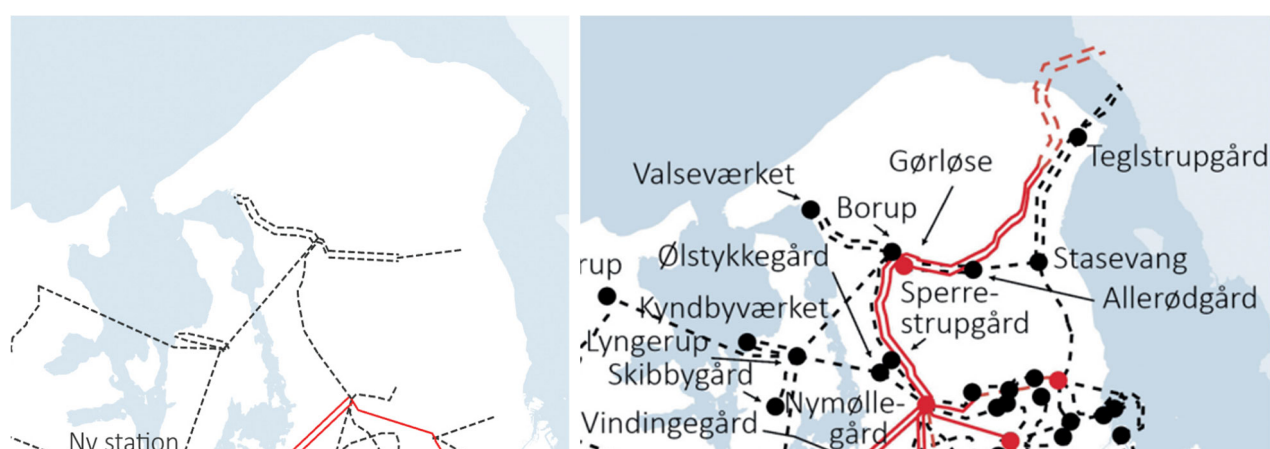 Ny station
Teglstrupgård
Gørløse
Valseværket
Borup
Ølstykkegård
Stasevang
rup
Allerødgård
Kyndbyværket
Sperre-
strupgård
Lyngerup
Skibbygård
Nymølle-
gård
Vindingegård